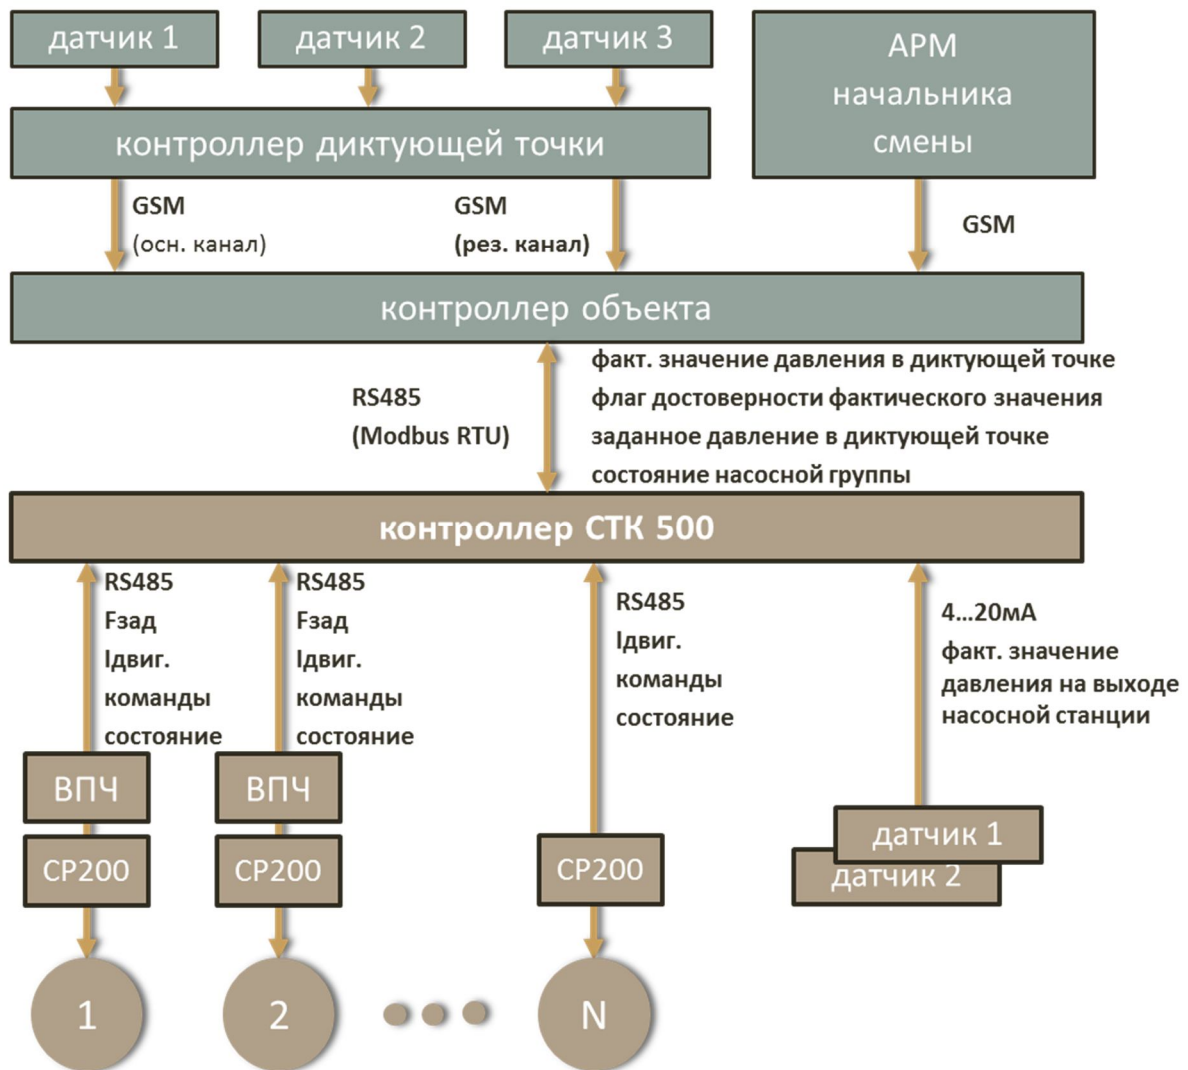 датчик 1
датчик 2
датчик 3
АРМ
начальника
смены
контроллер диктующей точки
GSM
(осн. канал)
GSM
(рез. канал)
GSM
контроллер объекта
RS485
(Modbus RTU)
факт. значение давления в диктующей точке
флаг достоверности фактического значения
заданное давление в диктующей точке
состояние насосной группы
контроллер СТК 500
RS485
Fзад
Iдвиг.
команды
состояние
RS485
Fзад
Iдвиг.
команды
состояние
RS485
Iдвиг.
команды
состояние
4...20мА
факт. значение
давления на выходе
насосной станции
ВПЧ
ВПЧ
СР200
СР200
СР200
датчик 1
датчик 2
1
2
N